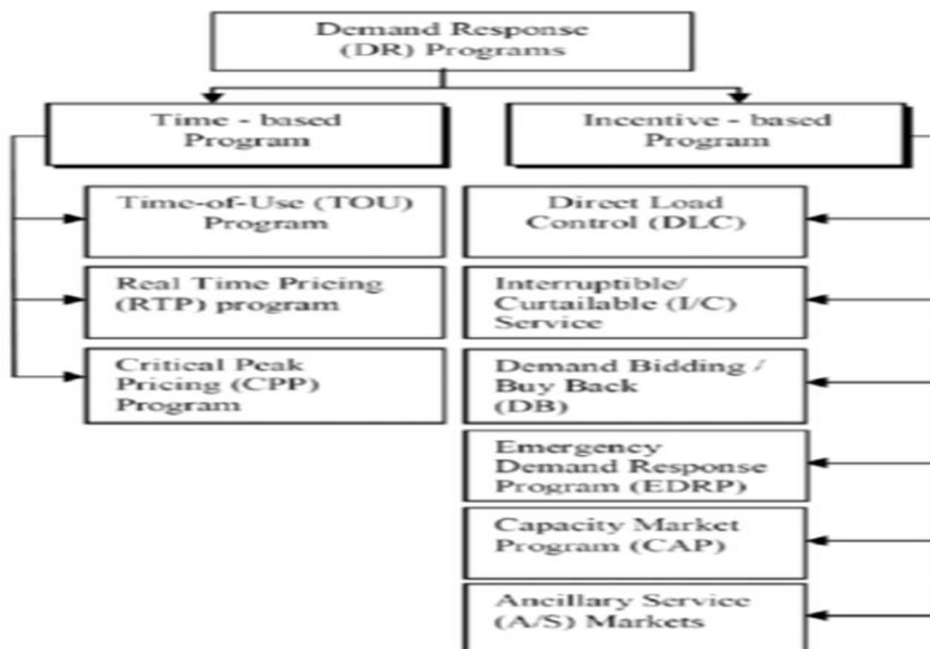 Demand Response
(DR) Programs
Time - based
Program
Incentive - based
Program
Time-of-Use (TOU)
Program
Real Time Pricing
(RTP) program
Critical Peak
Pricing (CPP)
Program
Direct Load
Control (DLC)
Interruptible/
Curtailable (I/C)
Service
Demand Bidding /
Buy Back
(DB)
Emergency
Demand Response
Program (EDRP)
Capacity Market
Program (CAP)
Ancillary Service
(A/S) Markets